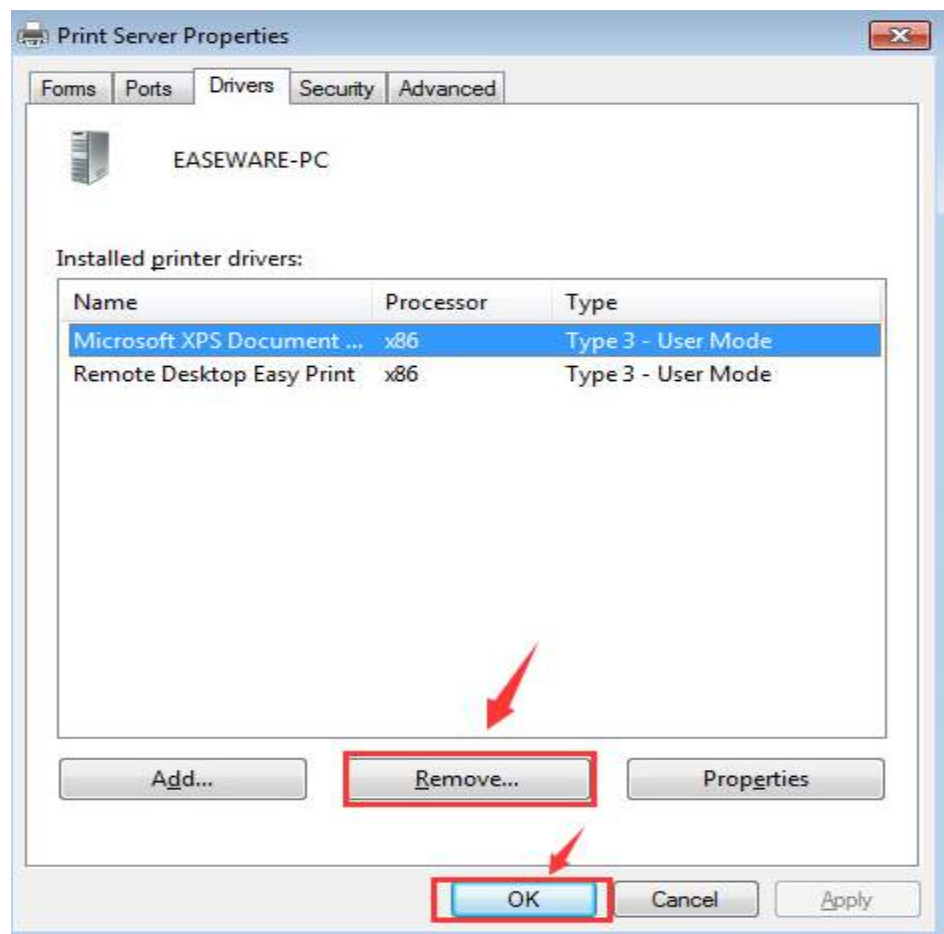 Print Server Properties
Forms Ports Drivers Security Advanced
EASEWARE-PC
Installed printer drivers:
Name Processor Type
Microsoft XPS Document ... x86 Type 3 - User Mode
Remote Desktop Easy Print x86 Type 3 - User Mode
Add... Remove... Properties
OK Cancel Apply